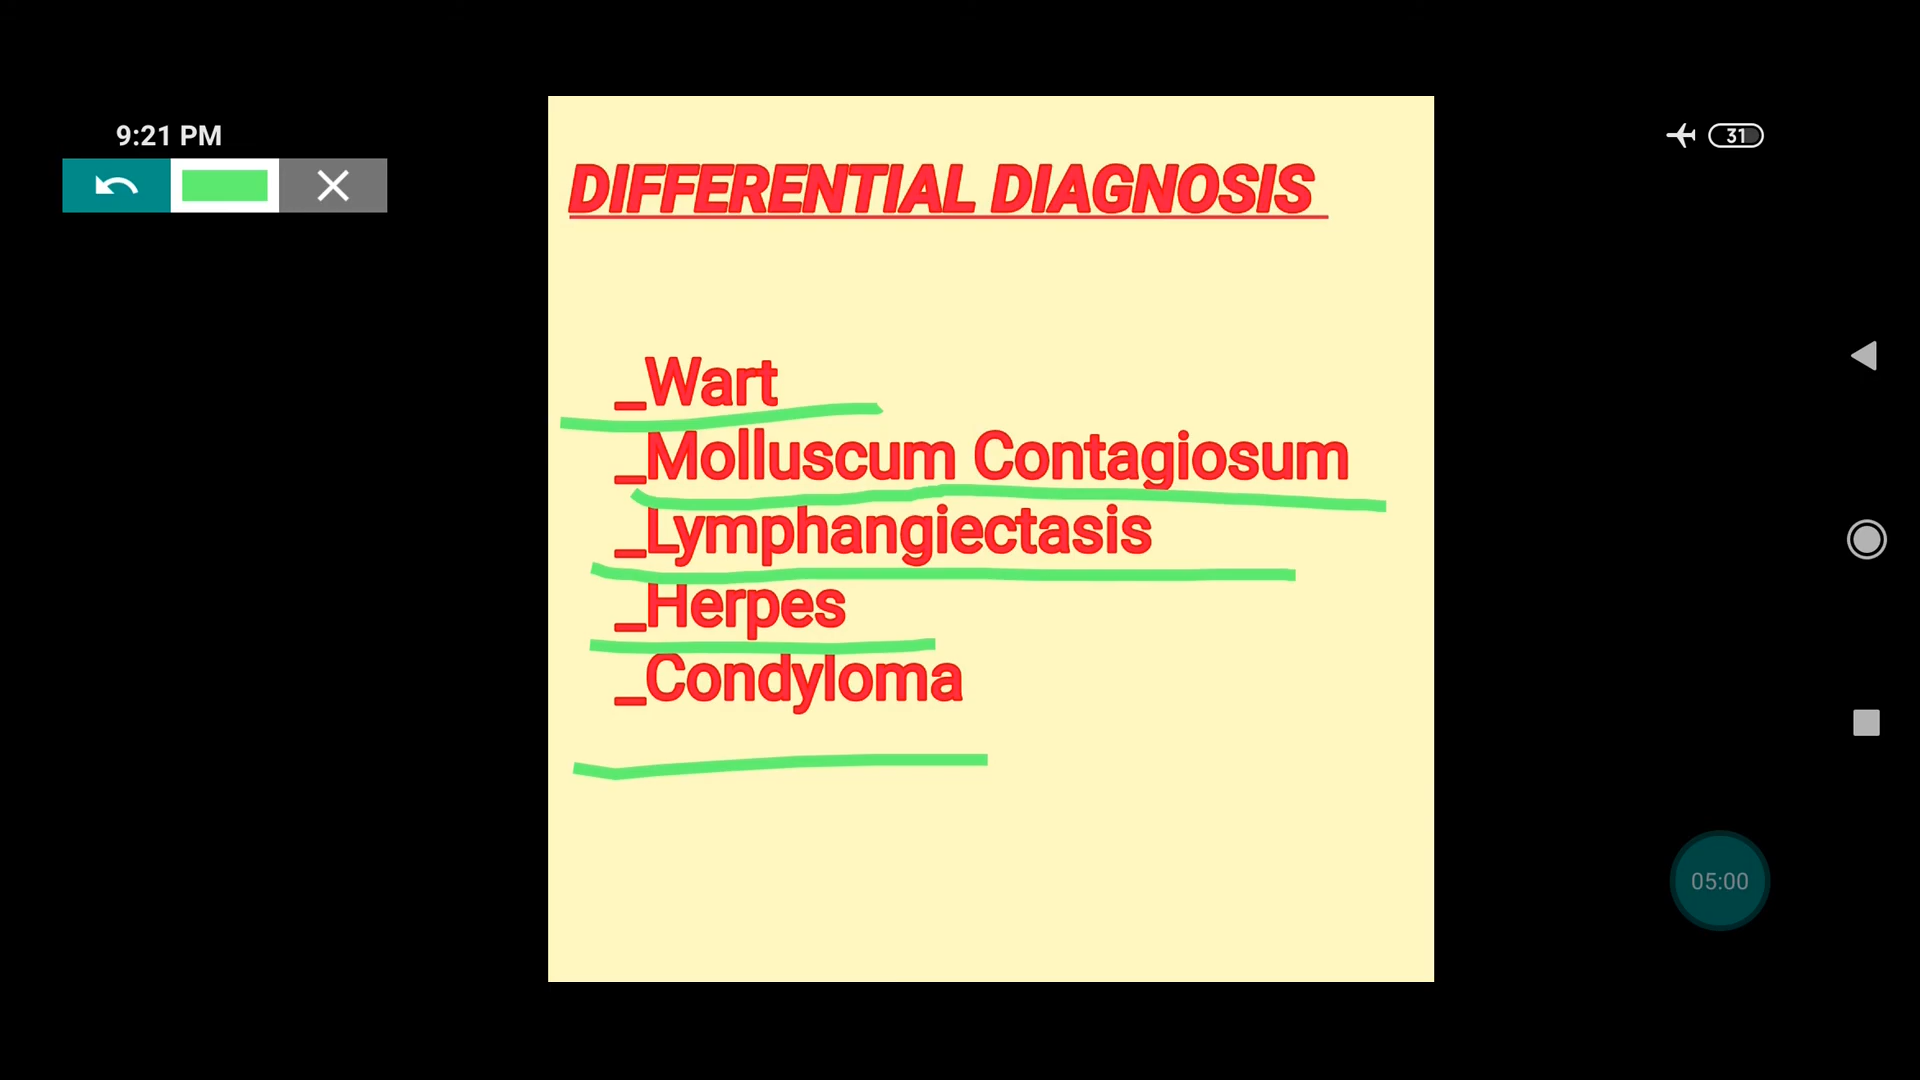 9:21 PM
31
DIFFERENTIAL DIAGNOSIS
_Wart
_Molluscum Contagiosum
_Lymphangiectasis
_Herpes
_Condyloma
05:00